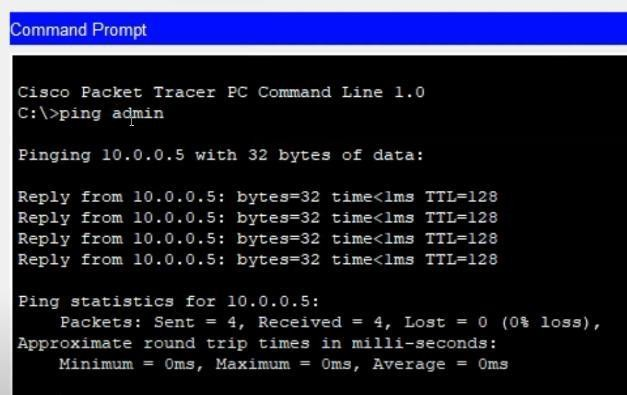 Command Prompt
Cisco Packet Tracer PC Command Line 1.0
C:\>ping admin
Pinging 10.0.0.5 with 32 bytes of data:
Reply from 10.0.0.5: bytes=32 time<1ms TTL=128
Reply from 10.0.0.5: bytes=32 time<1ms TTL=128
Reply from 10.0.0.5: bytes=32 time<1ms TTL=128
Reply from 10.0.0.5: bytes=32 time<1ms TTL=128
Ping statistics for 10.0.0.5:
Packets: Sent = 4, Received = 4, Lost = 0 (0% loss),
Approximate round trip times in milli-seconds:
Minimum = 0ms, Maximum = 0ms, Average = 0ms